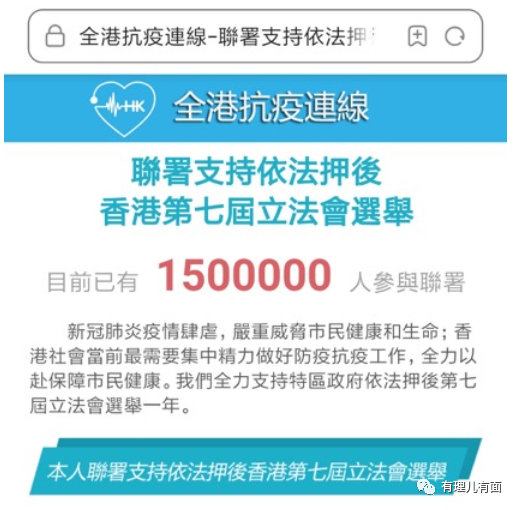 全港抗疫連線-聯署支持依法押
HK
全港抗疫連線
聯署支持依法押後
香港第七屆立法會選舉
目前已有 1500000 人參與聯署
新冠肺炎疫情肆虐，嚴重威脅市民健康和生命；香
港社會當前最需要集中精力做好防疫抗疫工作，全力以
赴保障市民健康。我們全力支持特區政府依法押後第七
屆立法會選舉一年。
本人聯署支持依法押後香港第七屆立法會選舉
有理儿有面